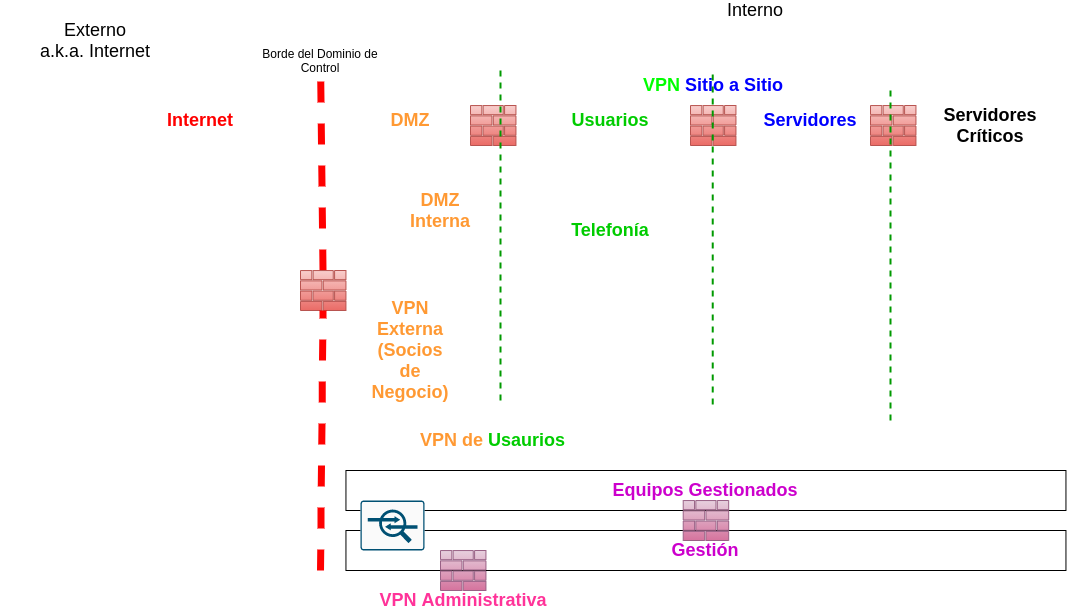 Interno
Externo
a.k.a. Internet
Borde del Dominio de
Control
VPN Sitio a Sitio
Internet
DMZ
Usuarios
Servidores
Servidores
Críticos
DMZ
Interna
Telefonía
VPN
Externa
(Socios
de
Negocio)
VPN de Usaurios
Equipos Gestionados
Gestión
VPN Administrativa